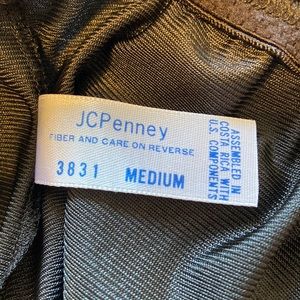 JCPenney
FIBER AND CARE ON REVERSE
3831 MEDIUM
ASSEMBLED IN
COSTA RICA WITH
U.S. COMPONENTS